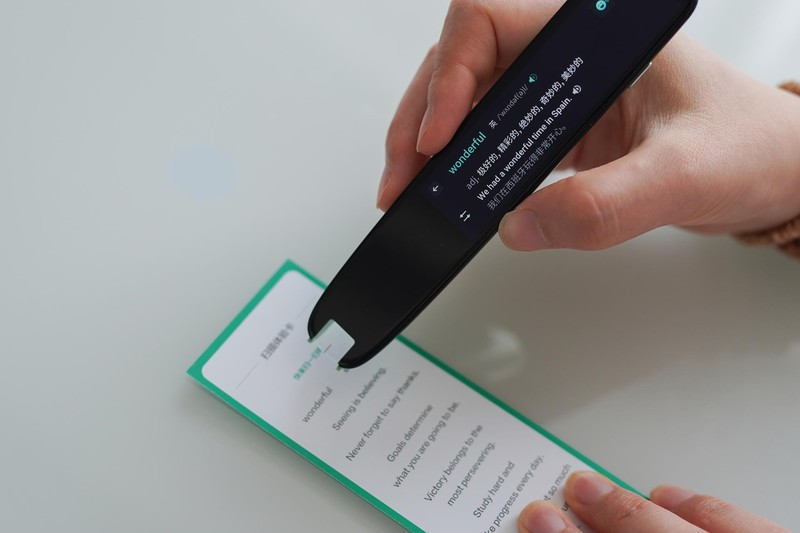 wonderful 英 /ˈwʌndəf(ə)l/
adj. 极好的, 精彩的, 绝妙的, 奇妙的, 美妙的
We had a wonderful time in Spain.
我们在西班牙玩得非常开心。
扫描体验卡
wonderful
Seeing is believing.
Never forget to say thanks.
Goals determine
what you are going to be.
Victory belongs to the
most persevering.
Study hard and
progress every day.
so much